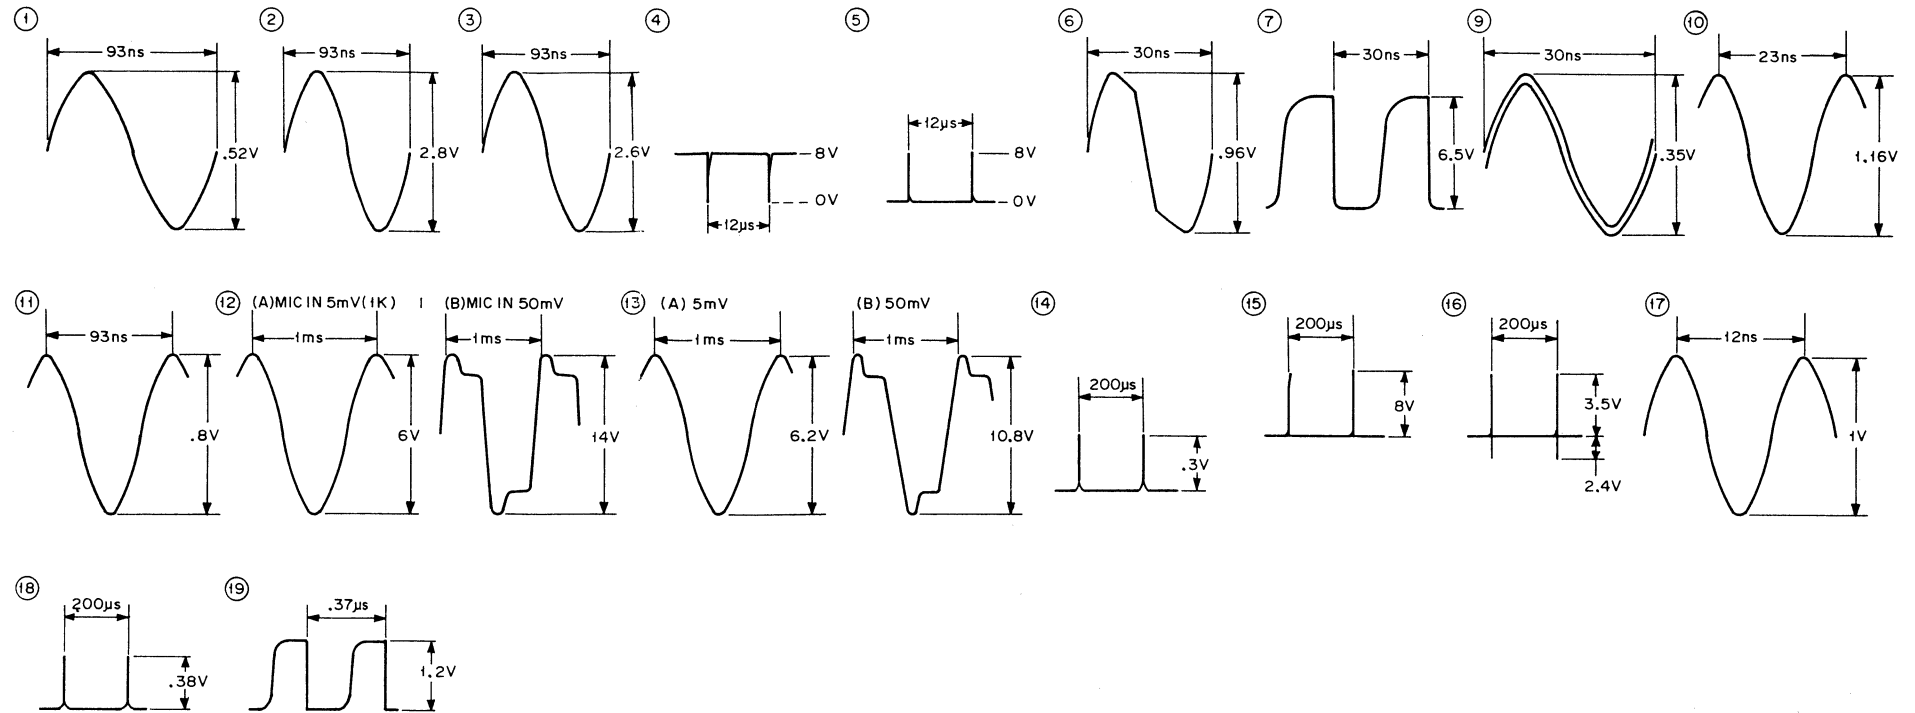 1 2 3 4 5 6 7 9 10
93ns 93ns 93ns 30ns 30ns 30ns 23ns
12µs
.52V 2.8V 2.6V 8V 8V .96V 6.5V .35V 1.16V
0V 0V
12µs
11 12 (A)MIC IN 5mV(1K) (B)MIC IN 50mV 13 (A) 5mV (B) 50mV 14 15 16 17
93ns 1ms 1ms 1ms 1ms 200µs 200µs 200µs 12ns
.8V 6V 14V 6.2V 10.8V .3V 8V 3.5V 2.4V 1V
18 19
200µs .37µs
.38V 1.2V